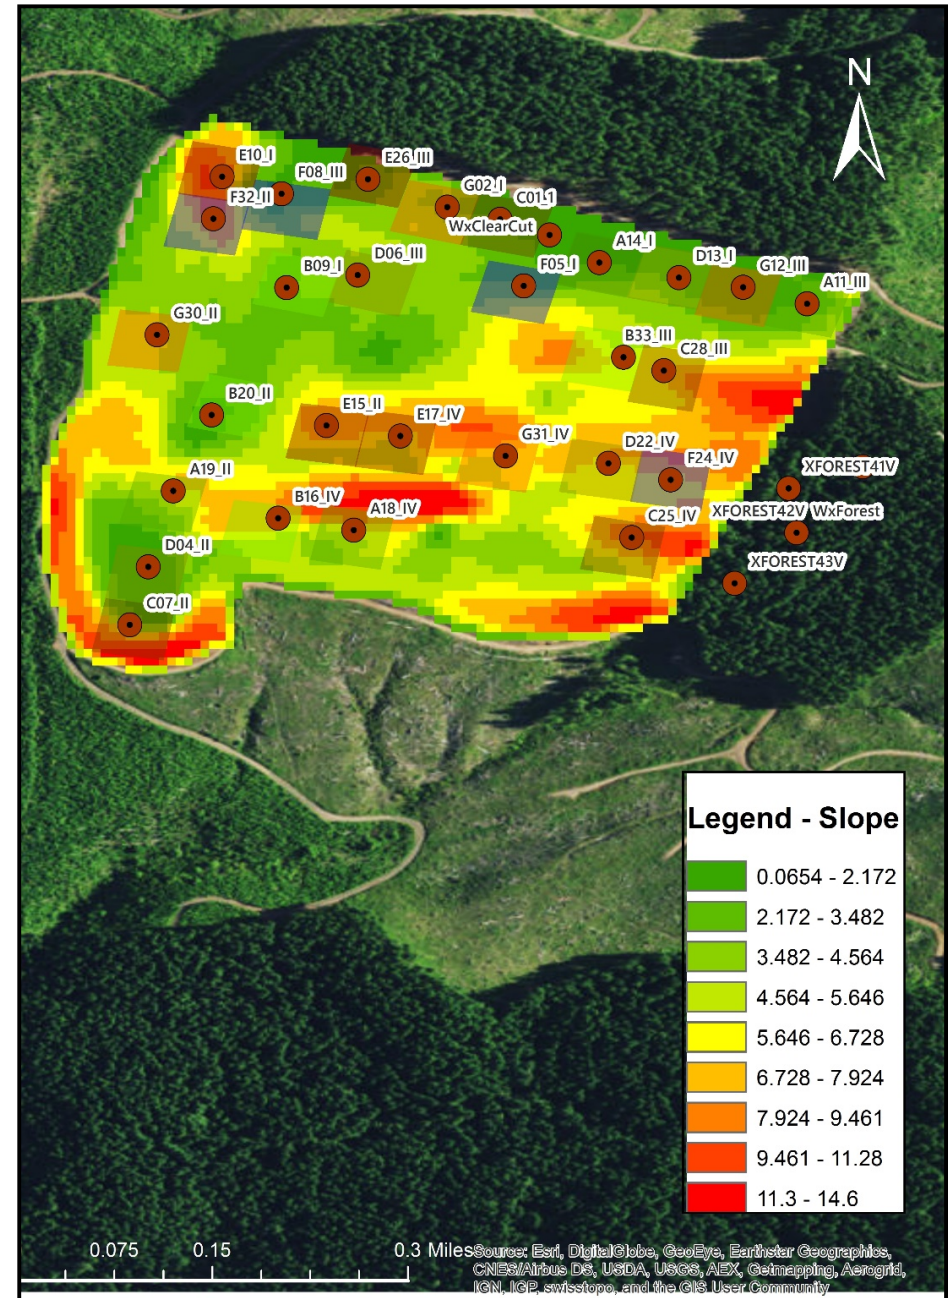 N
E10_I
F08_III
E26_III
F32_II
G02_I
C01_1
WxClearCut
A14_I
D06_III
B09_I
F05_I
D13_I
G12_III
A11_III
G30_II
B33_III
C28_III
B20_II
E15_II
E17_IV
G31_IV
D22_IV
F24_IV
XFOREST41V
A19_II
B16_IV
A18_IV
C25_IV
XFOREST42V
WxForest
D04_II
XFOREST43V
C07_II
Legend - Slope
0.0654 - 2.172
2.172 - 3.482
3.482 - 4.564
4.564 - 5.646
5.646 - 6.728
6.728 - 7.924
7.924 - 9.461
9.461 - 11.28
11.3 - 14.6
0.075 0.15 0.3 Miles
Source: Esri, DigitalGlobe, GeoEye, Earthstar Geographics,
CNES/Airbus DS, USDA, USGS, AEX, Getmapping, Aerogrid,
IGN, IGP, swisstopo, and the GIS User Community